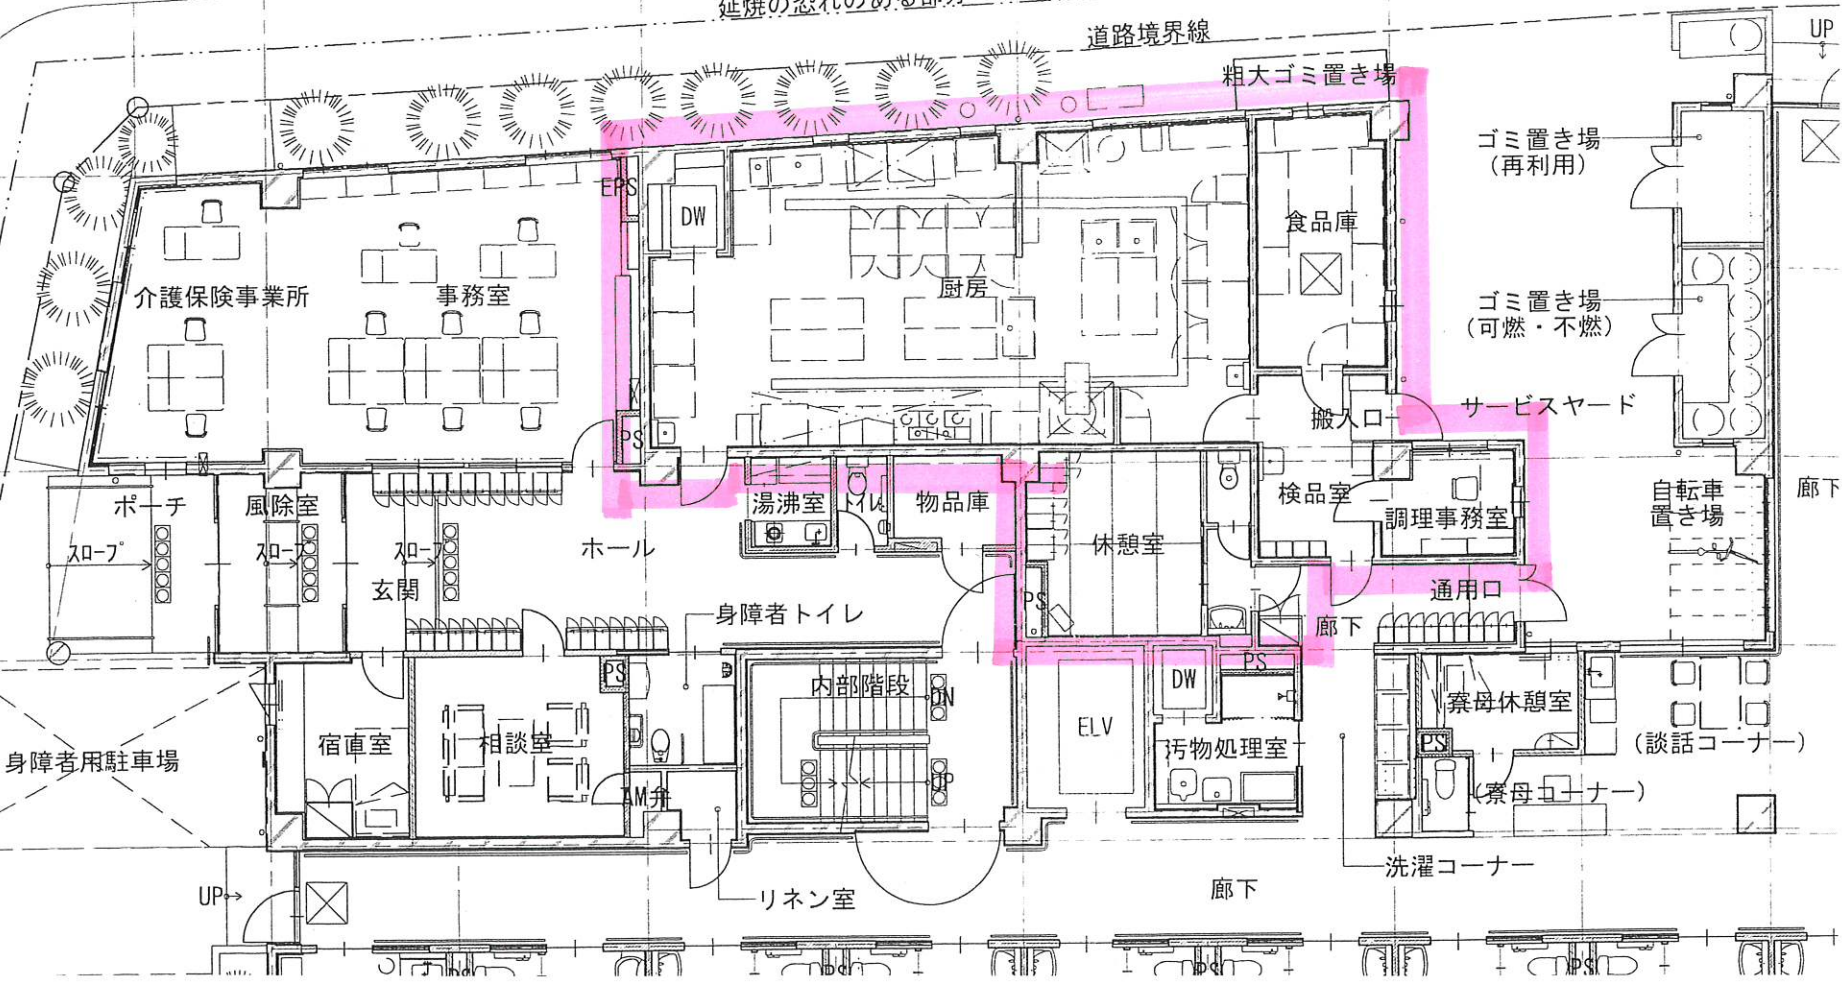 延焼の恐れのある部分
道路境界線
UP
粗大ゴミ置き場
ゴミ置き場
(再利用)
EPS
DW
食品庫
厨房
介護保険事業所
事務室
ゴミ置き場
(可燃・不燃)
搬入口
サービスヤード
PS
ポーチ
風除室
湯沸室
トイレ
物品庫
検品室
調理事務室
自転車
置き場
廊下
スロープ
スロープ
スロープ
ホール
休憩室
玄関
PS
通用口
身障者トイレ
廊下
PS
PS
内部階段
DN
DW
ELV
寮母休憩室
宿直室
相談室
汚物処理室
PS
(談話コーナー)
身障者用駐車場
UP
AM弁
(寮母コーナー)
洗濯コーナー
UP
リネン室
廊下
PS
PS
PS
PS